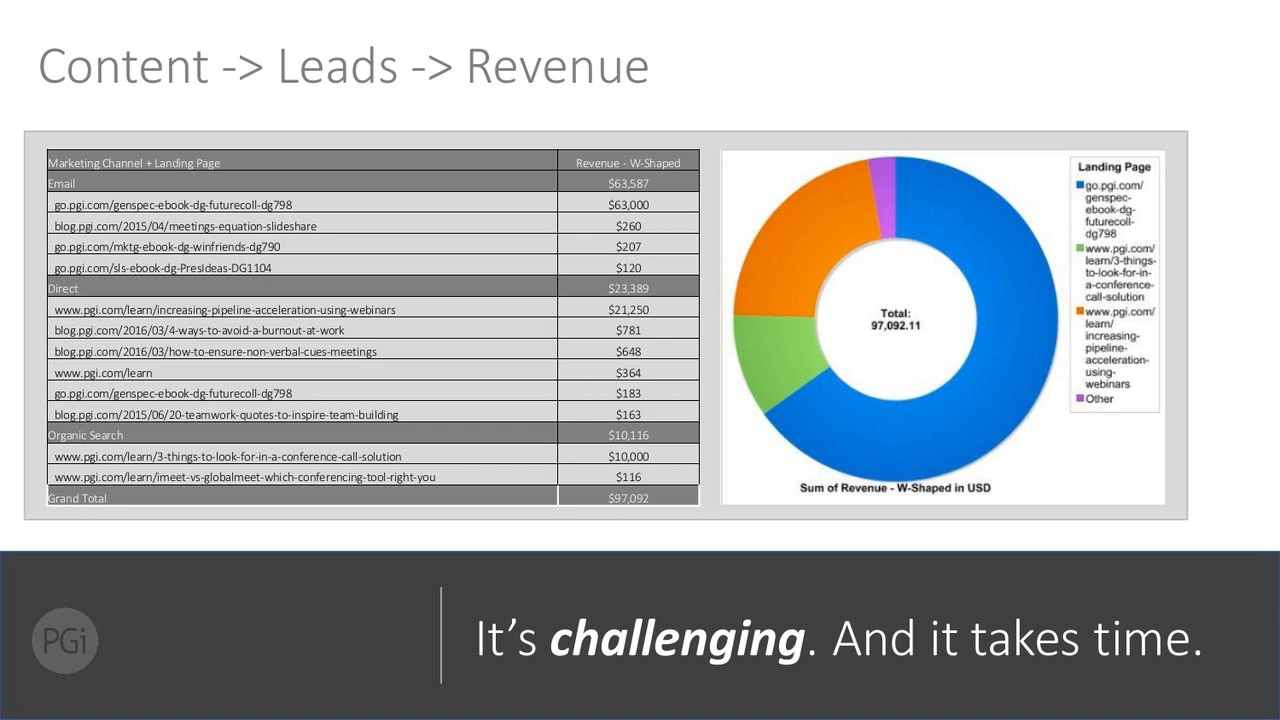 Content -> Leads -> Revenue
Marketing Channel + Landing Page Revenue - W-Shaped
Email $63,587
go.pgi.com/genspec-ebook-dg-futurecoll-dg798 $63,000
blog.pgi.com/2015/04/meetings-equation-slideshare $260
go.pgi.com/mktg-ebook-dg-winfriends-dg790 $207
go.pgi.com/sls-ebook-dg-PresIdeas-DG1104 $120
Direct $23,389
www.pgi.com/learn/increasing-pipeline-acceleration-using-webinars $21,250
blog.pgi.com/2016/03/4-ways-to-avoid-a-burnout-at-work $781
blog.pgi.com/2016/03/how-to-ensure-non-verbal-cues-meetings $648
www.pgi.com/learn $364
go.pgi.com/genspec-ebook-dg-futurecoll-dg798 $183
blog.pgi.com/2015/06/20-teamwork-quotes-to-inspire-team-building $163
Organic Search $10,116
www.pgi.com/learn/3-things-to-look-for-in-a-conference-call-solution $10,000
www.pgi.com/learn/imeet-vs-globalmeet-which-conferencing-tool-right-you $116
Grand Total $97,092
Total:
97,092.11
Sum of Revenue - W-Shaped in USD
Landing Page
go.pgi.com/
genspec-
ebook-dg-
futurecoll-
dg798
www.pgi.com/
learn/3-things-
to-look-for-in-
a-conference-
call-solution
www.pgi.com/
learn/
increasing-
pipeline-
acceleration-
using-
webinars
Other
PGi
It’s challenging. And it takes time.